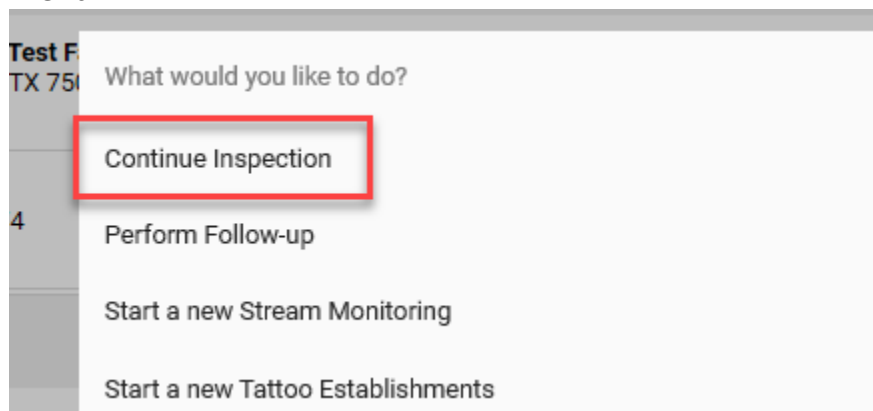 Test F
TX 750
What would you like to do?
Continue Inspection
4
Perform Follow-up
Start a new Stream Monitoring
Start a new Tattoo Establishments